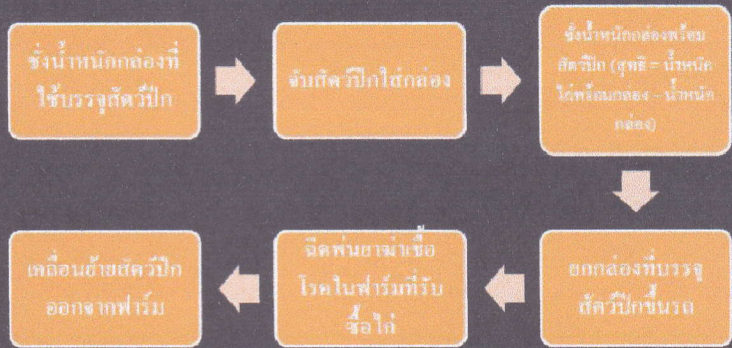 ชั่งน้ำหนักกล่องที่
ใช้บรรจุสัตว์ปีก
จับสัตว์ปีกใส่กล่อง
ชั่งน้ำหนักกล่องพร้อม
สัตว์ปีก (สุทธิ = น้ำหนัก
ไก่พร้อมกล่อง - น้ำหนัก
กล่อง)
ยกกล่องที่บรรจุ
สัตว์ปีกขึ้นรถ
ฉีดพ่นยาฆ่าเชื้อ
โรคในฟาร์มที่รับ
ซื้อไก่
เคลื่อนย้ายสัตว์ปีก
ออกจากฟาร์ม